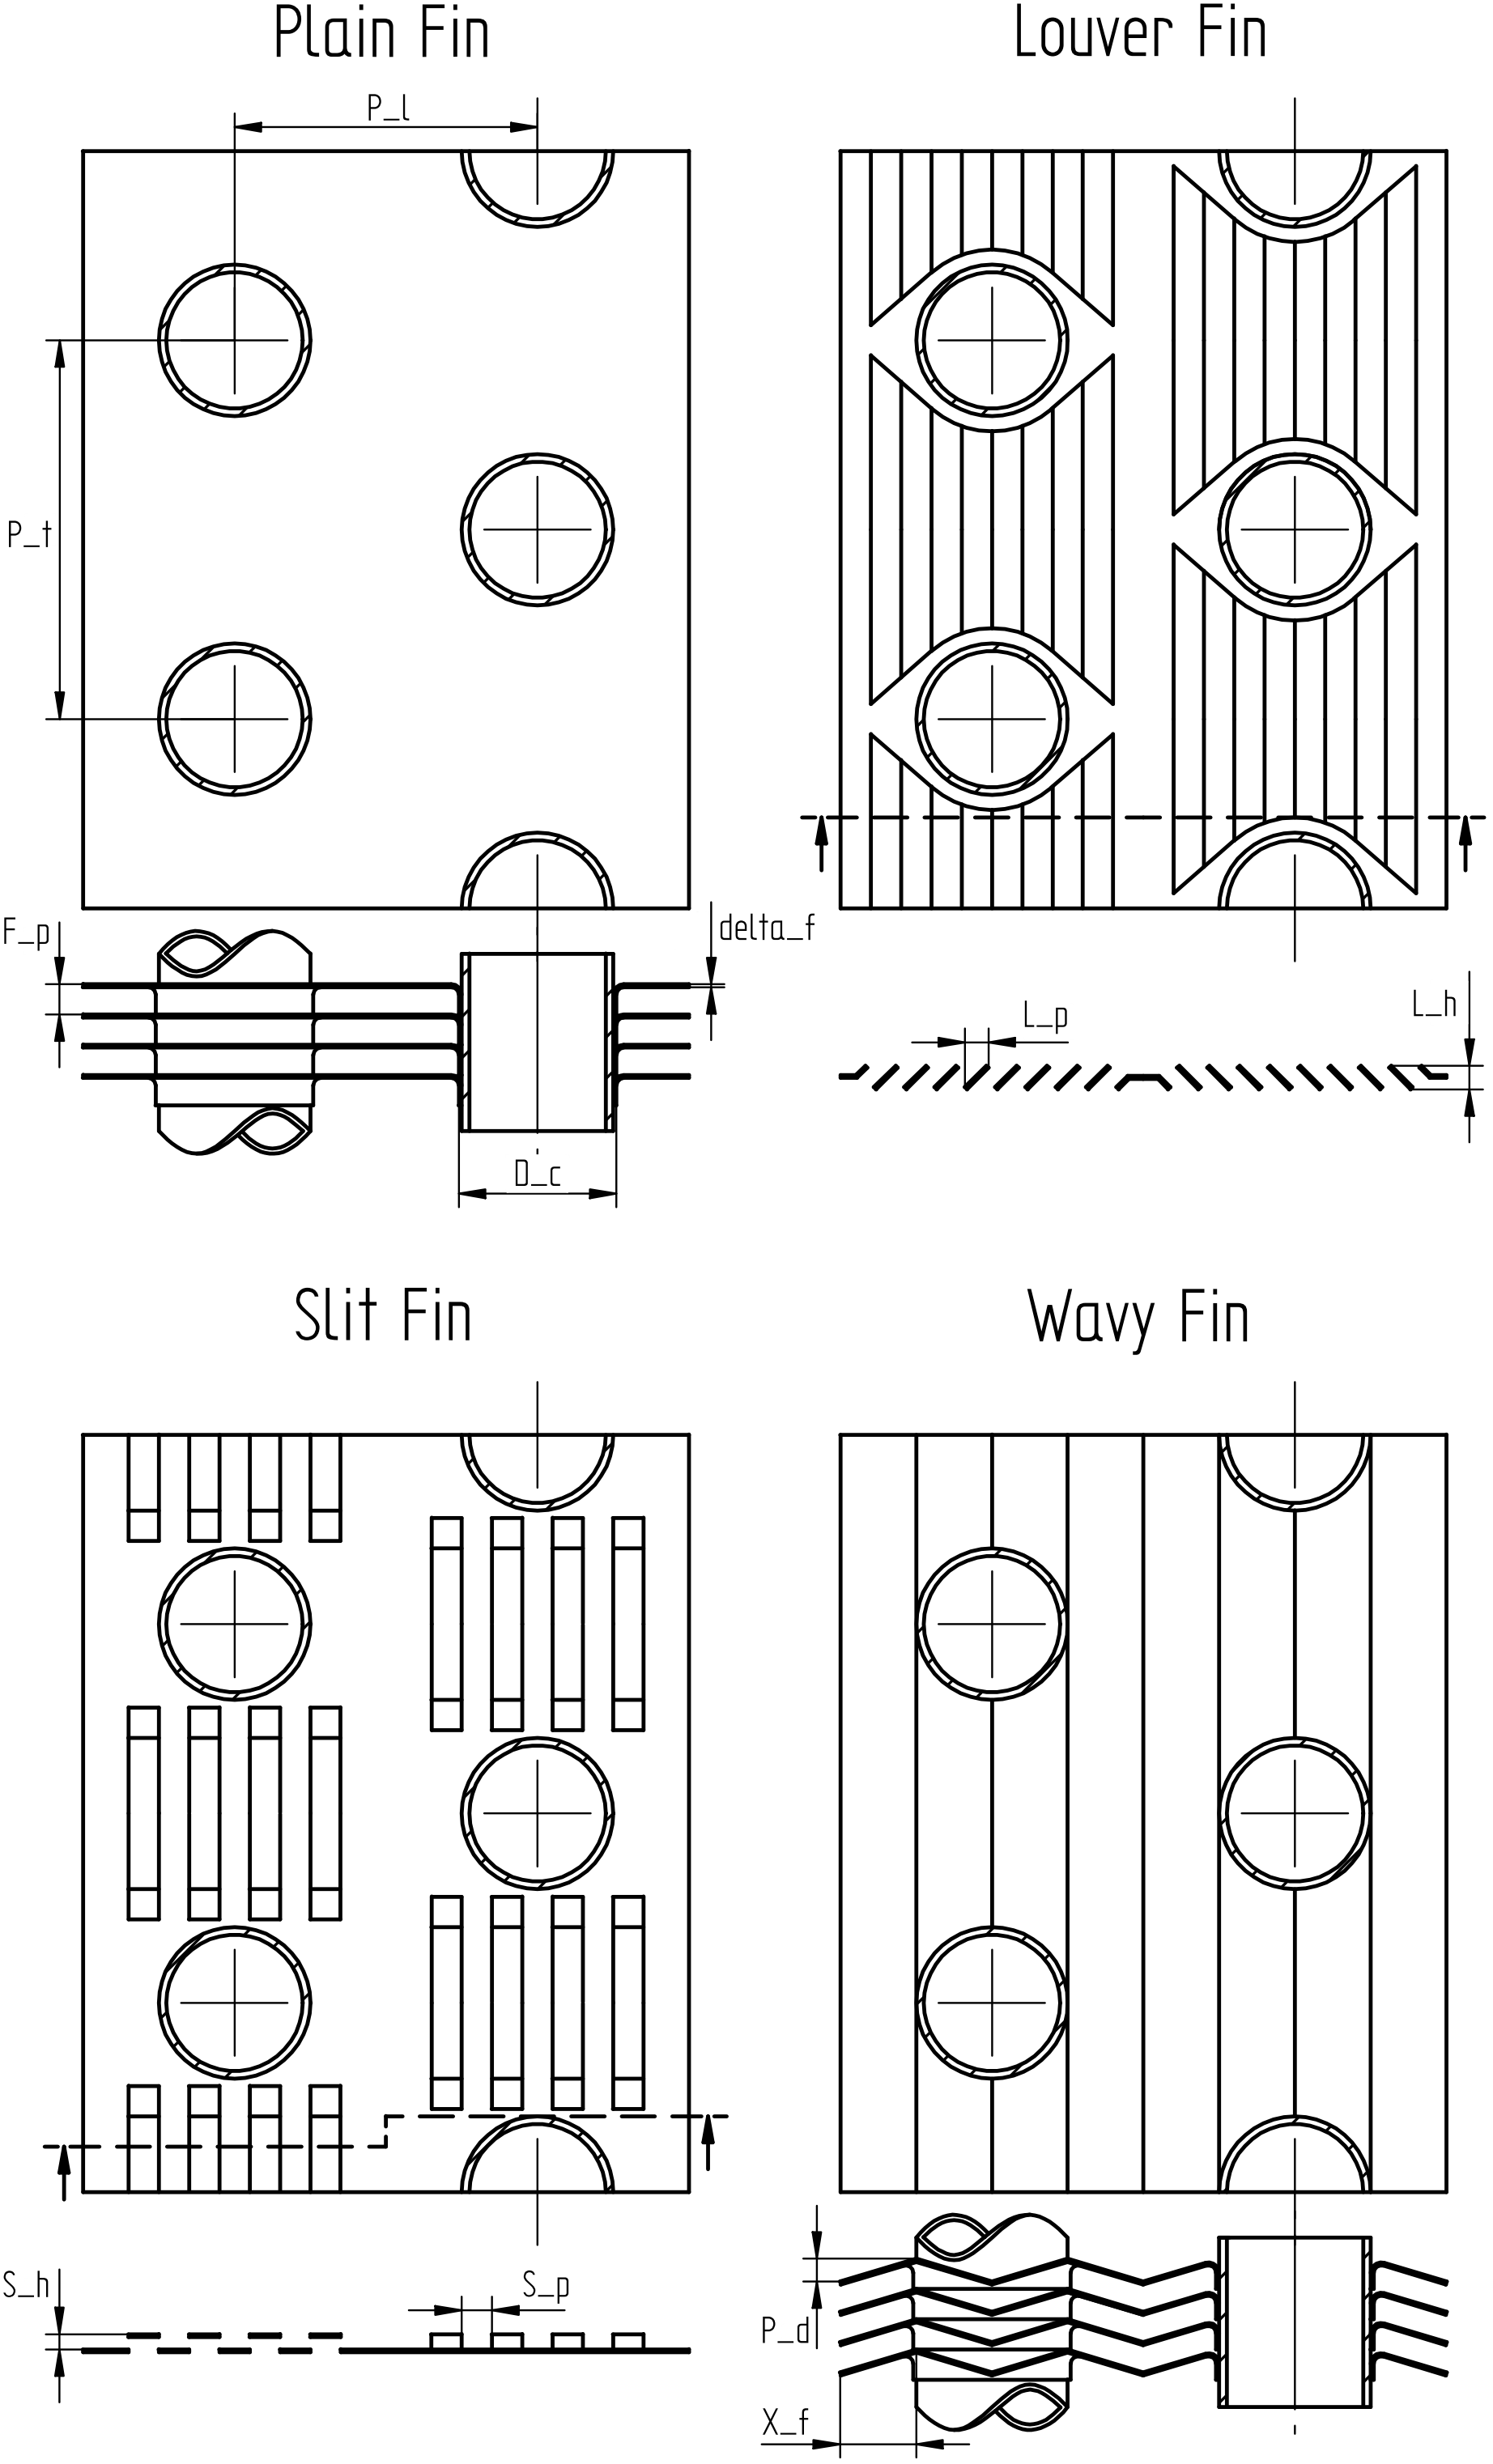 Plain Fin
Louver Fin
P_l
P_t
F_p
delta_f
L_p
L_h
D_c
Slit Fin
Wavy Fin
S_h
S_p
P_d
X_f